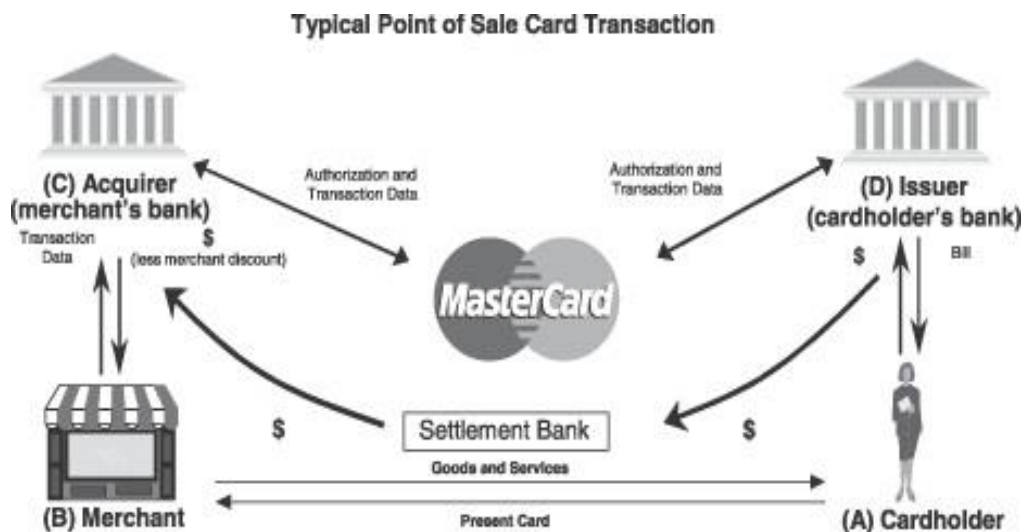 Typical Point of Sale Card Transaction
Authorization and
Transaction Data
Authorization and
Transaction Data
(C) Acquirer
(merchant's bank)
(D) Issuer
(cardholder's bank)
Transaction
Data
$
(less merchant discount)
$
Bill
MasterCard
$
Settlement Bank
$
Goods and Services
Present Card
(B) Merchant
(A) Cardholder